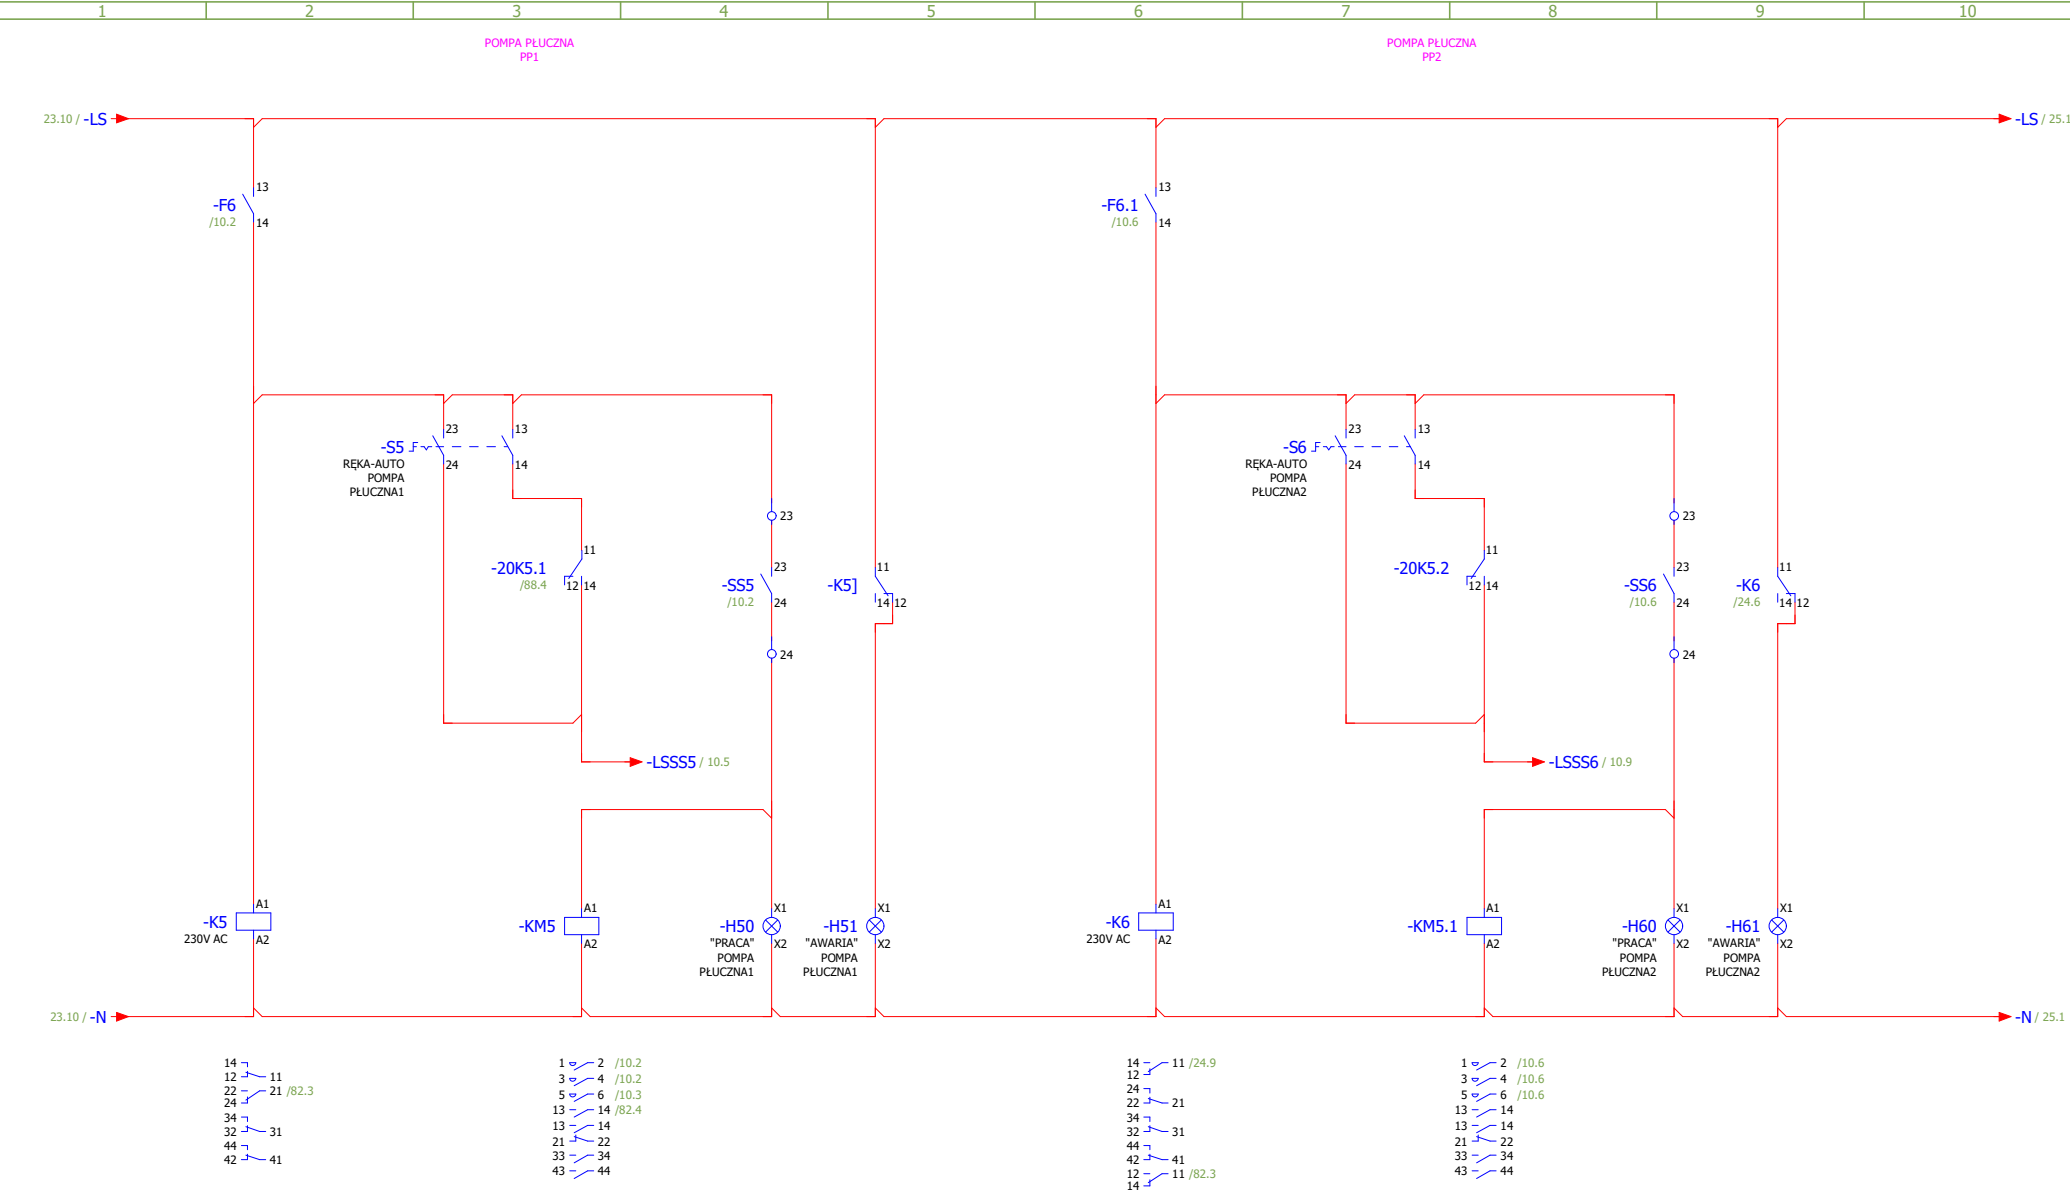 1 2 3 4 5 6 7 8 9 10
POMPA PŁUCZNA
PP1
POMPA PŁUCZNA
PP2
23.10 / -LS
-LS / 25.1
13
-F6
/10.2
14
13
-F6.1
/10.6
14
23
13
-S5
14
24
RĘKA-AUTO
POMPA
PŁUCZNA1
23
13
-S6
14
24
RĘKA-AUTO
POMPA
PŁUCZNA2
23
11
-20K5.1
/88.4
12 14
23
-SS5
/10.2
24
24
11
-K5]
14 12
23
11
-20K5.2
12 14
23
-SS6
/10.6
24
24
11
-K6
/24.6
14 12
-LSSS5 / 10.5
-LSSS6 / 10.9
A1
-K5
230V AC
A2
A1
-KM5
A2
X1
-H50
X2
"PRACA"
POMPA
PŁUCZNA1
X1
-H51
X2
"AWARIA"
POMPA
PŁUCZNA1
A1
-K6
230V AC
A2
A1
-KM5.1
A2
X1
-H60
X2
"PRACA"
POMPA
PŁUCZNA2
X1
-H61
X2
"AWARIA"
POMPA
PŁUCZNA2
23.10 / -N
-N / 25.1
14
12 11
22 21 /82.3
24
34
32 31
44
42 41
1 2 /10.2
3 4 /10.2
5 6 /10.3
13 14 /82.4
13 14
21 22
33 34
43 44
14 11 /24.9
12
24
22 21
34
32 31
44
42 41
12 11 /82.3
14
1 2 /10.6
3 4 /10.6
5 6 /10.6
13 14
13 14
21 22
33 34
43 44